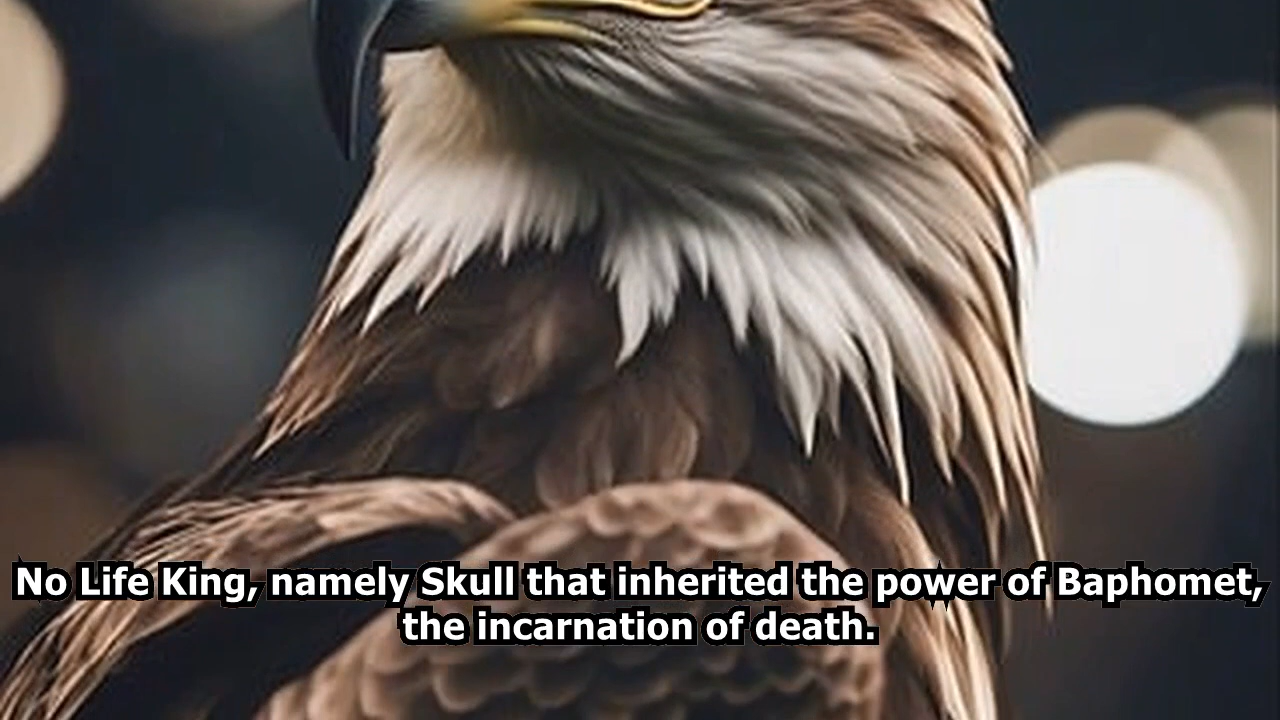 No Life King, namely Skull that inherited the power of Baphomet,
the incarnation of death.